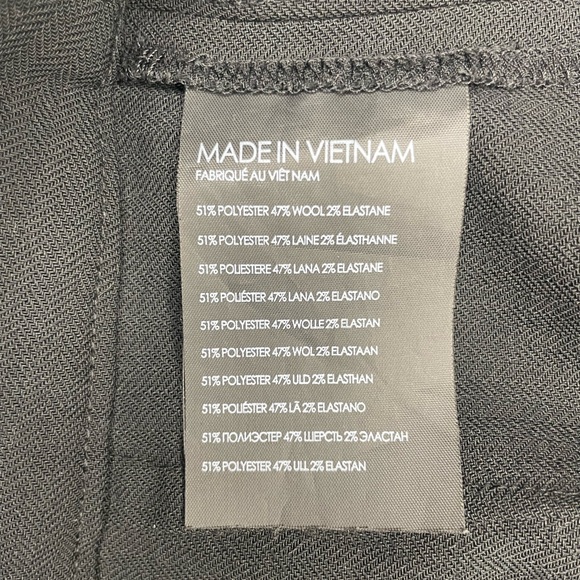 MADE IN VIETNAM
FABRIQUÉ AU VIÊT NAM
51% POLYESTER 47% WOOL 2% ELASTANE
51% POLYESTER 47% LAINE 2% ÉLASTHANNE
51% POLIESTERE 47% LANA 2% ELASTANE
51% POLIÉSTER 47% LANA 2% ELASTANO
51% POLYESTER 47% WOLLE 2% ELASTAN
51% POLYESTER 47% WOL 2% ELASTAAN
51% POLYESTER 47% ULD 2% ELASTHAN
51% POLIÉSTER 47% LÃ 2% ELASTANO
51% ПОЛИЭСТЕР 47% ШЕРСТЬ 2% ЭЛАСТАН
51% POLYESTER 47% ULL 2% ELASTAN